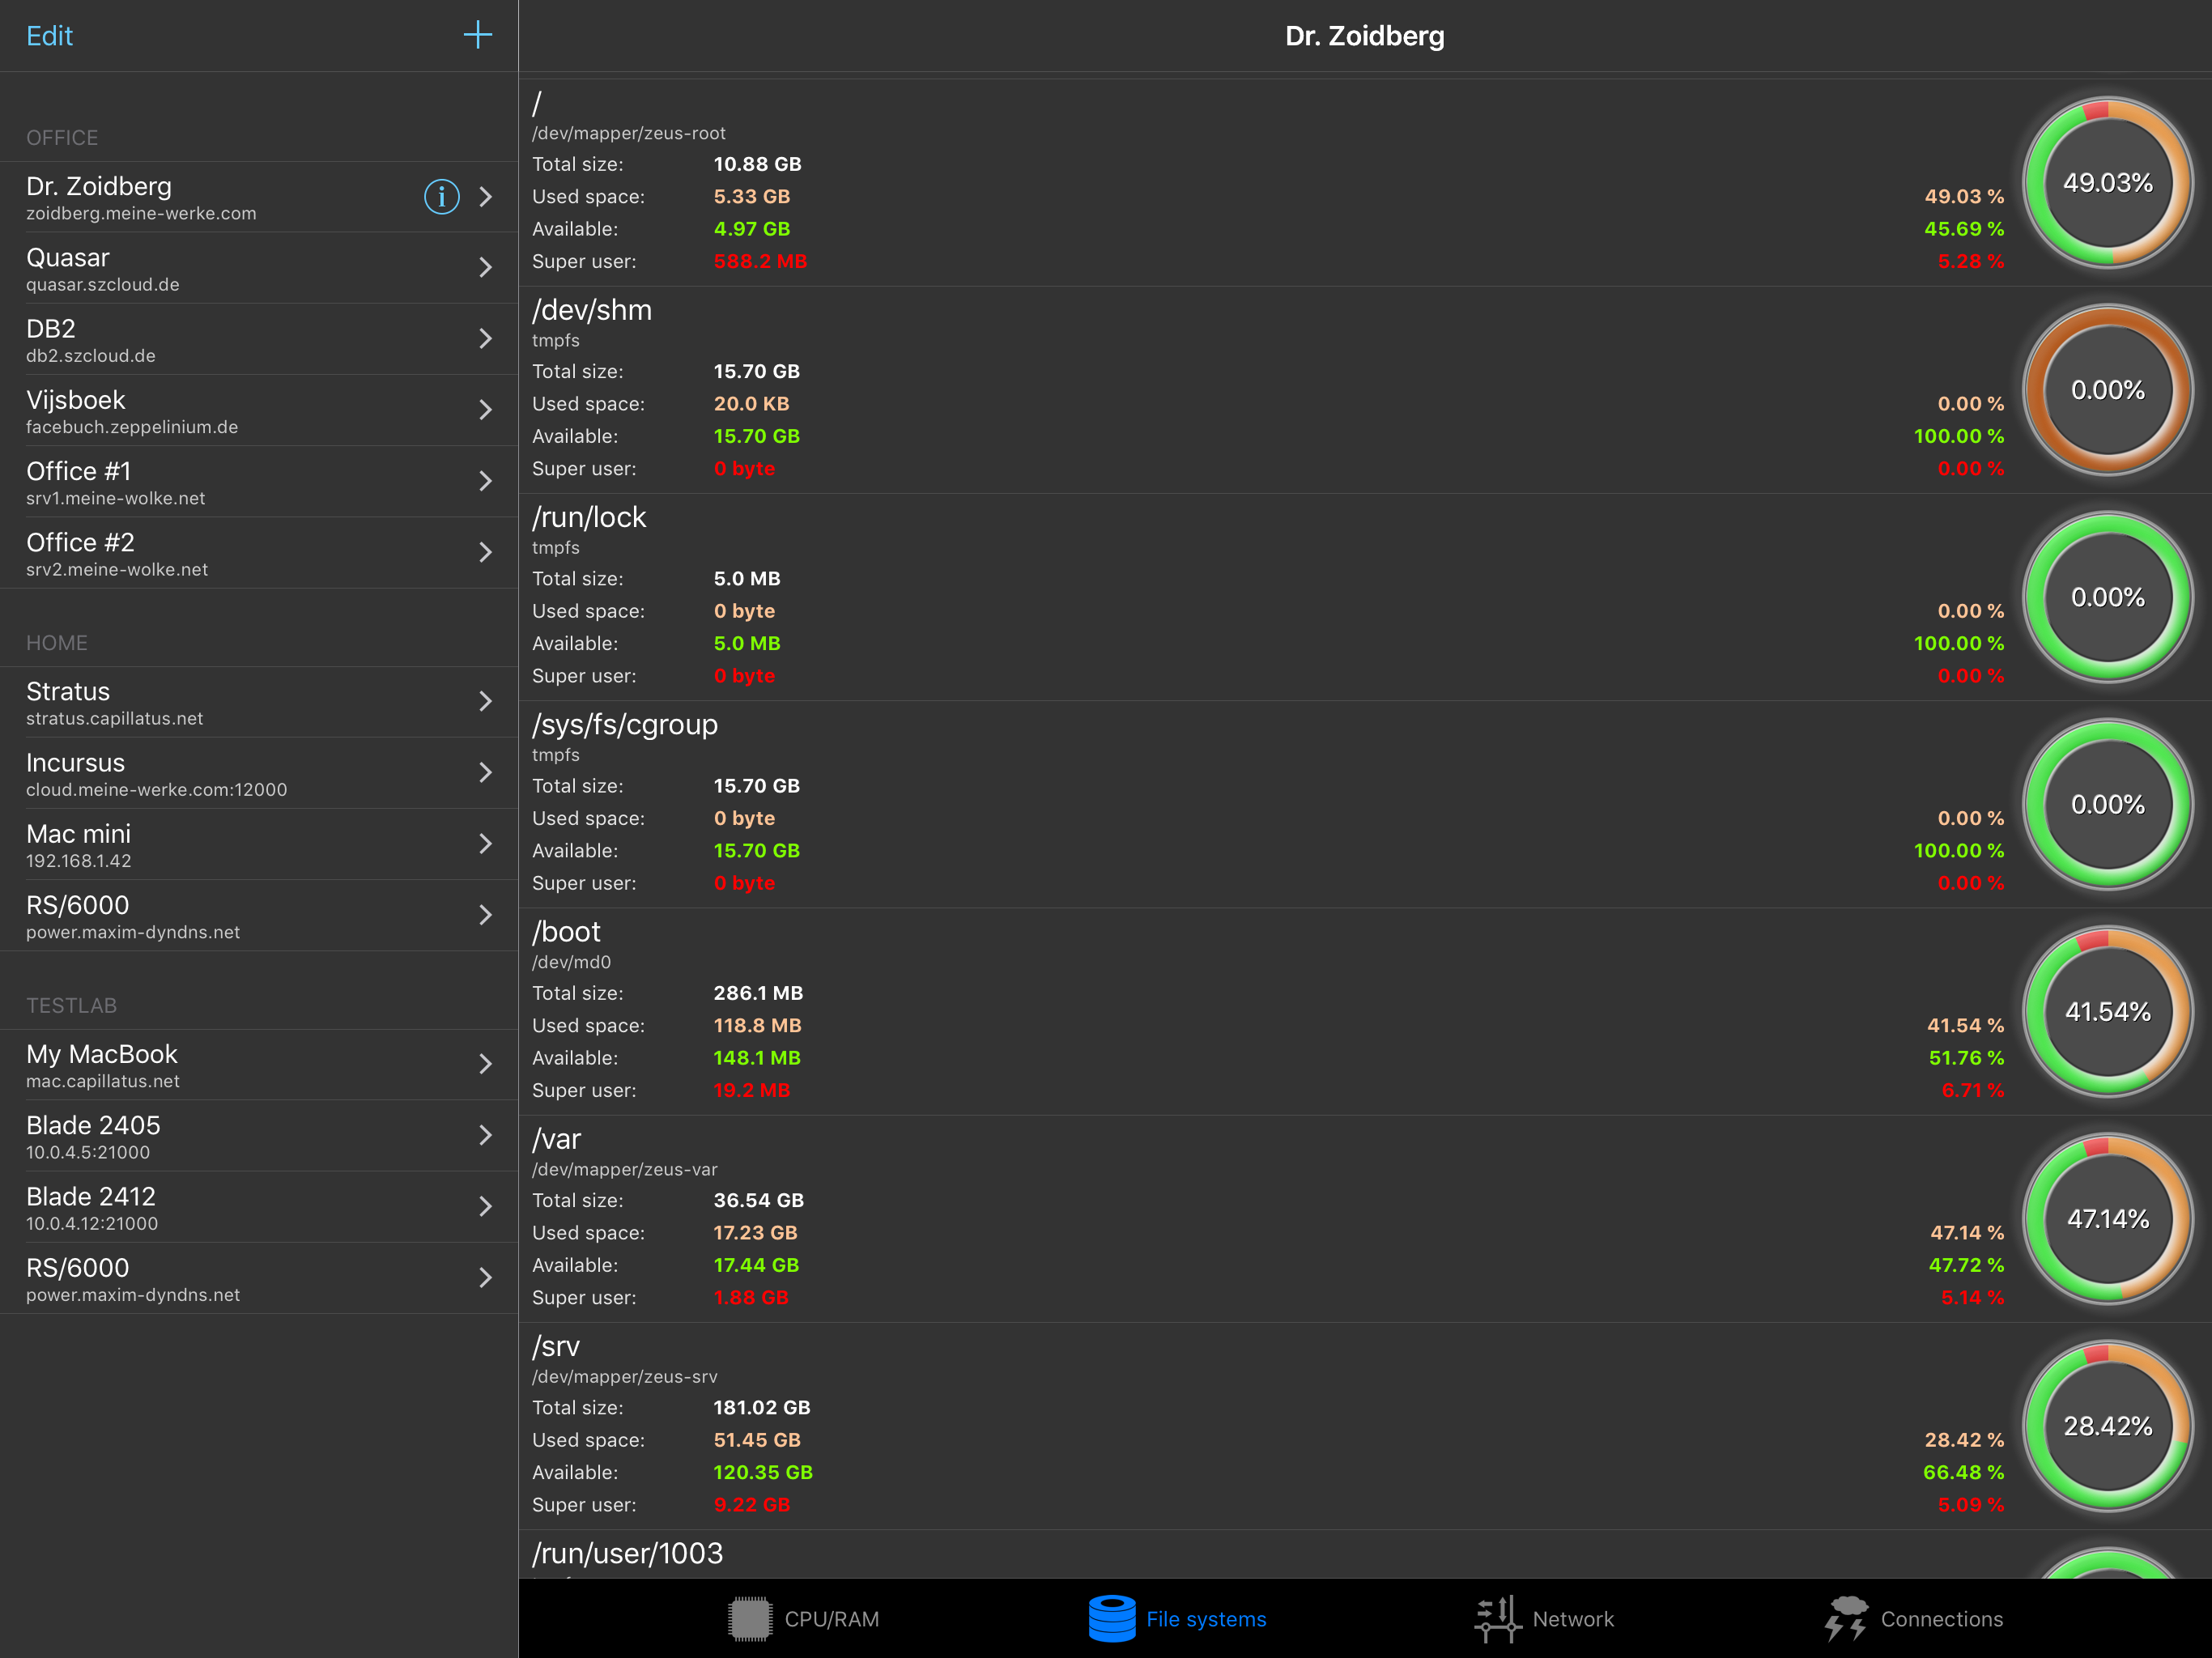 Edit
OFFICE
Dr. Zoidberg
zoidberg.meine-werke.com
Quasar
quasar.szcloud.de
DB2
db2.szcloud.de
Vijsboek
facebuch.zeppelinium.de
Office #1
srv1.meine-wolke.net
Office #2
srv2.meine-wolke.net
HOME
Stratus
stratus.capillatus.net
Incursus
cloud.meine-werke.com:12000
Mac mini
192.168.1.42
RS/6000
power.maxim-dyndns.net
TESTLAB
My MacBook
mac.capillatus.net
Blade 2405
10.0.4.5:21000
Blade 2412
10.0.4.12:21000
RS/6000
power.maxim-dyndns.net
Dr. Zoidberg
/
/dev/mapper/zeus-root
Total size: 10.88 GB
Used space: 5.33 GB 49.03 %
Available: 4.97 GB 45.69 %
Super user: 588.2 MB 5.28 %
49.03%
/dev/shm
tmpfs
Total size: 15.70 GB
Used space: 20.0 KB 0.00 %
Available: 15.70 GB 100.00 %
Super user: 0 byte 0.00 %
0.00%
/run/lock
tmpfs
Total size: 5.0 MB
Used space: 0 byte 0.00 %
Available: 5.0 MB 100.00 %
Super user: 0 byte 0.00 %
0.00%
/sys/fs/cgroup
tmpfs
Total size: 15.70 GB
Used space: 0 byte 0.00 %
Available: 15.70 GB 100.00 %
Super user: 0 byte 0.00 %
0.00%
/boot
/dev/md0
Total size: 286.1 MB
Used space: 118.8 MB 41.54 %
Available: 148.1 MB 51.76 %
Super user: 19.2 MB 6.71 %
41.54%
/var
/dev/mapper/zeus-var
Total size: 36.54 GB
Used space: 17.23 GB 47.14 %
Available: 17.44 GB 47.72 %
Super user: 1.88 GB 5.14 %
47.14%
/srv
/dev/mapper/zeus-srv
Total size: 181.02 GB
Used space: 51.45 GB 28.42 %
Available: 120.35 GB 66.48 %
Super user: 9.22 GB 5.09 %
28.42%
/run/user/1003
CPU/RAM
File systems
Network
Connections